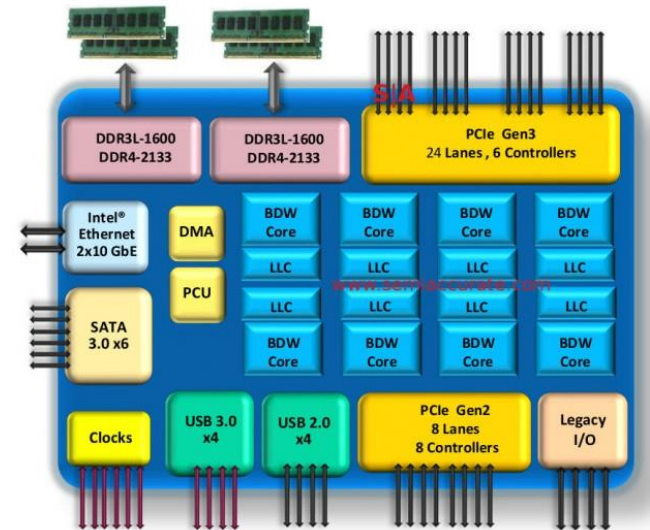 S|A
DDR3L-1600
DDR4-2133
DDR3L-1600
DDR4-2133
PCIe Gen3
24 Lanes , 6 Controllers
Intel®
Ethernet
2x10 GbE
DMA
BDW
Core
BDW
Core
BDW
Core
BDW
Core
LLC
LLC
LLC
LLC
PCU
www.semiaccurate.com
SATA
3.0 x6
LLC
LLC
LLC
LLC
BDW
Core
BDW
Core
BDW
Core
BDW
Core
Clocks
USB 3.0
x4
USB 2.0
x4
PCIe Gen2
8 Lanes
8 Controllers
Legacy
I/O